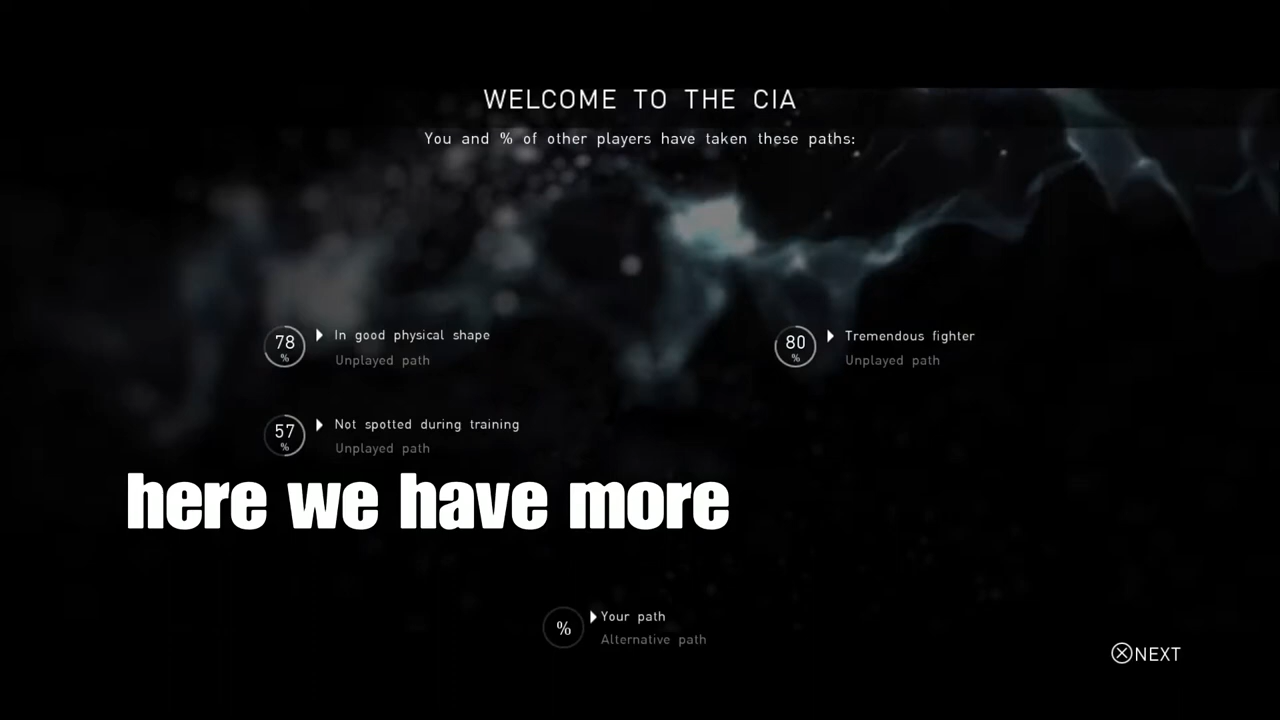 WELCOME TO THE CIA
You and % of other players have taken these paths:
78 %
In good physical shape
Unplayed path
80 %
Tremendous fighter
Unplayed path
57 %
Not spotted during training
Unplayed path
here we have more
%
Your path
Alternative path
NEXT